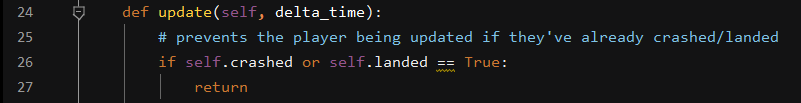 24 def update(self, delta_time):
25 # prevents the player being updated if they've already crashed/landed
26 if self.crashed or self.landed == True:
27 return